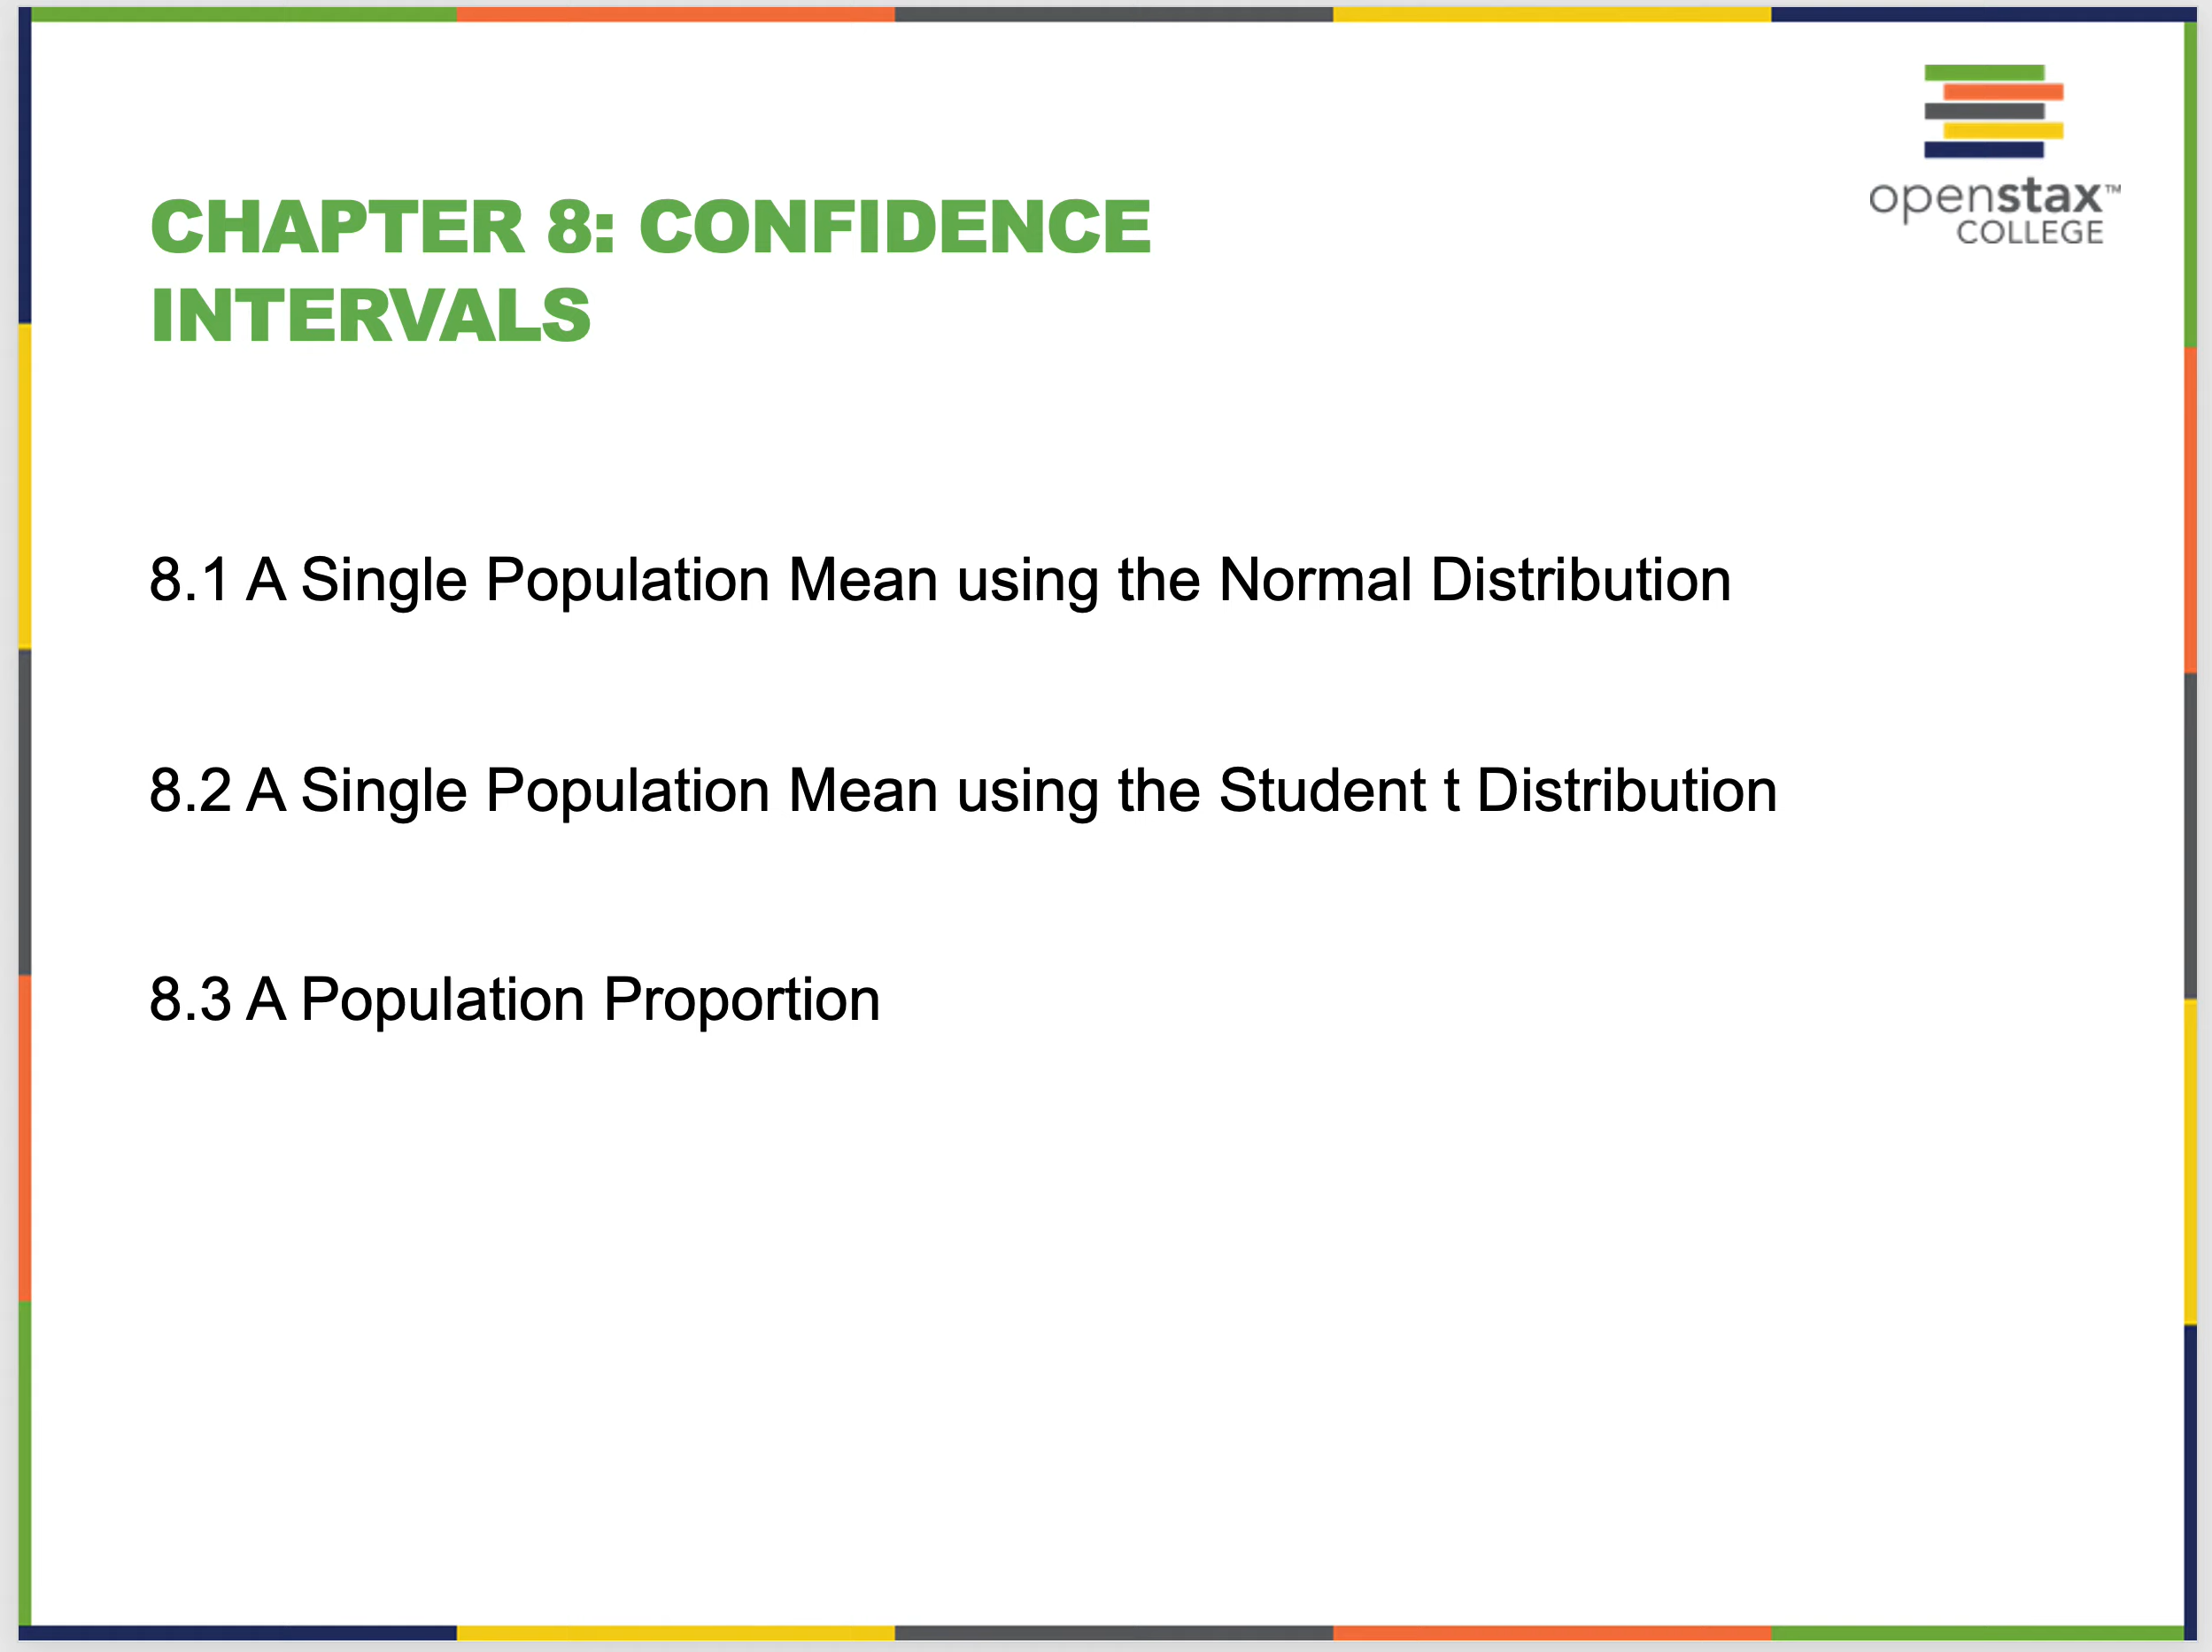 openstax™
COLLEGE
CHAPTER 8: CONFIDENCE
INTERVALS
8.1 A Single Population Mean using the Normal Distribution
8.2 A Single Population Mean using the Student t Distribution
8.3 A Population Proportion